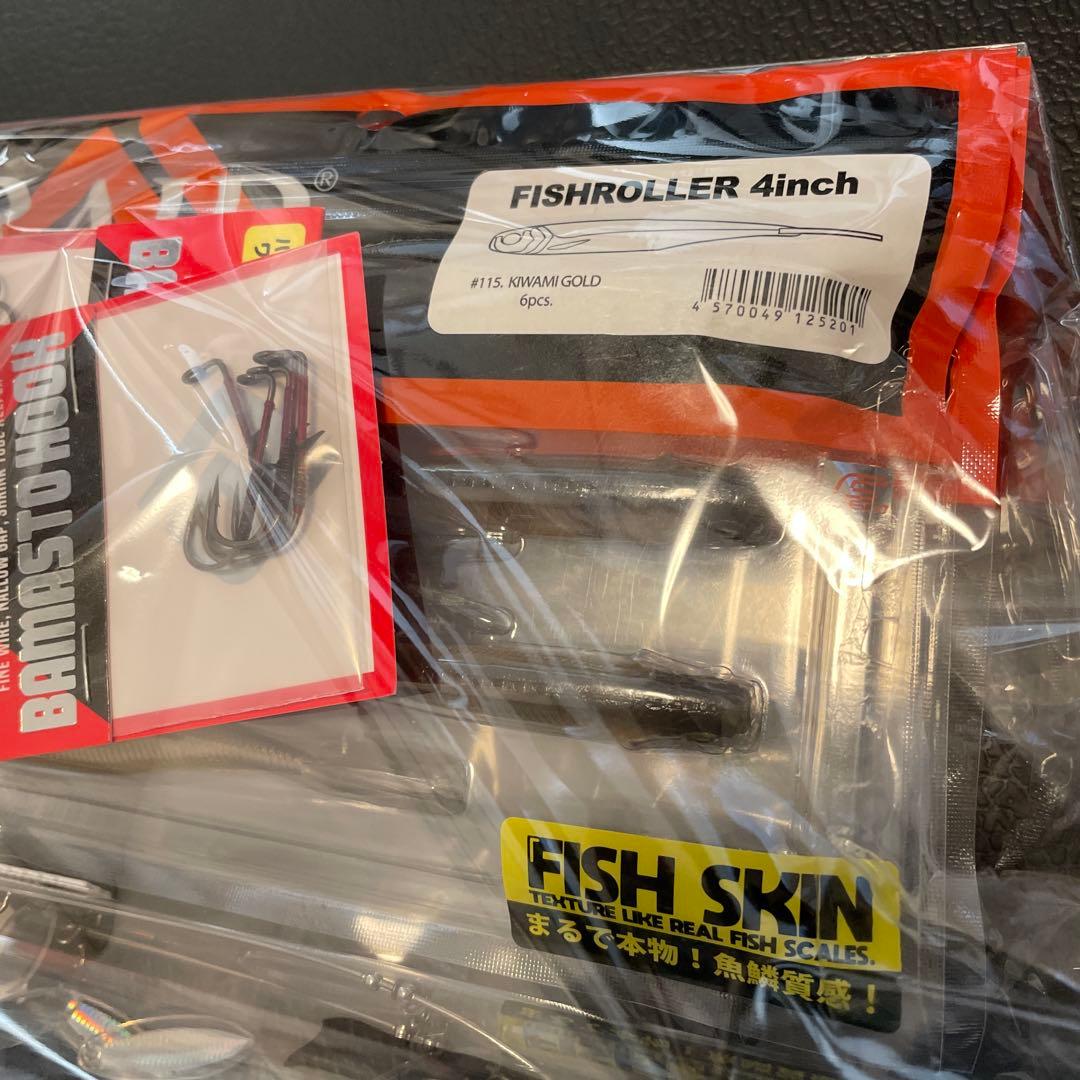 ®
FISHROLLER 4inch
#115. KIWAMI GOLD
6pcs.
4 570049 125201
BAMASTO HOOK
FISH SKIN
TEXTURE LIKE REAL FISH SCALES.
まるで本物！魚鱗質感！